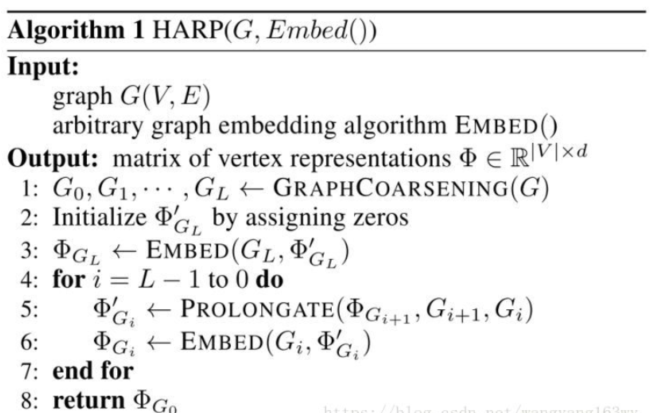 Algorithm 1 HARP(G, Embed())
Input:
graph G(V, E)
arbitrary graph embedding algorithm EMBED()
Output: matrix of vertex representations Φ ∈ ℝ^{|V|×d}
1: G_0, G_1, ⋯ , G_L ← GRAPHCOARSENING(G)
2: Initialize Φ′_{G_L} by assigning zeros
3: Φ_{G_L} ← EMBED(G_L, Φ′_{G_L})
4: for i = L − 1 to 0 do
5: Φ′_{G_i} ← PROLONGATE(Φ_{G_{i+1}}, G_{i+1}, G_i)
6: Φ_{G_i} ← EMBED(G_i, Φ′_{G_i})
7: end for
8: return Φ_{G_0}